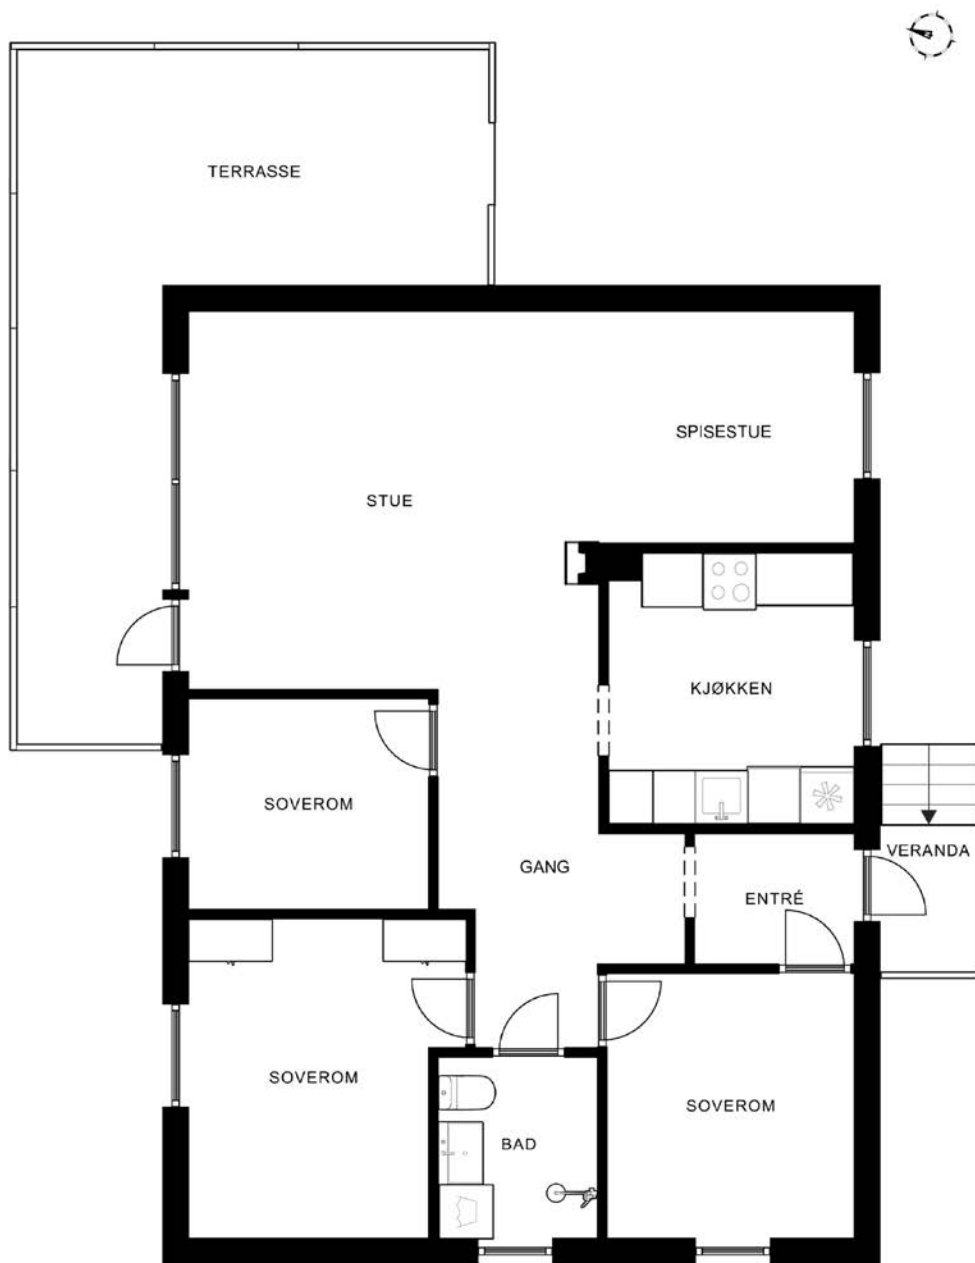 TERRASSE
SPISESTUE
STUE
KJØKKEN
SOVEROM
VERANDA
GANG
ENTRÉ
SOVEROM
SOVEROM
BAD